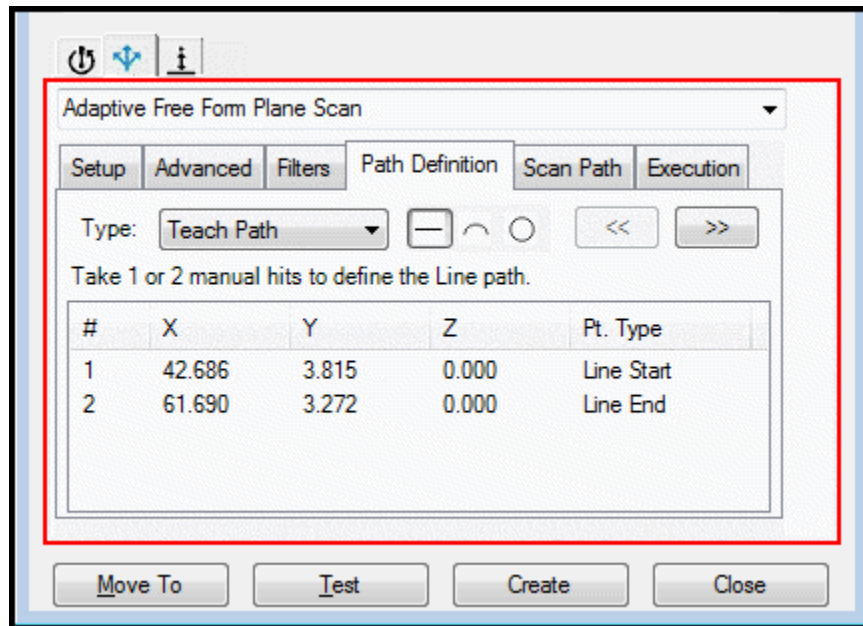 Adaptive Free Form Plane Scan
Setup Advanced Filters Path Definition Scan Path Execution
Type: Teach Path << >>
Take 1 or 2 manual hits to define the Line path.
# X Y Z Pt. Type
1 42.686 3.815 0.000 Line Start
2 61.690 3.272 0.000 Line End
Move To Test Create Close